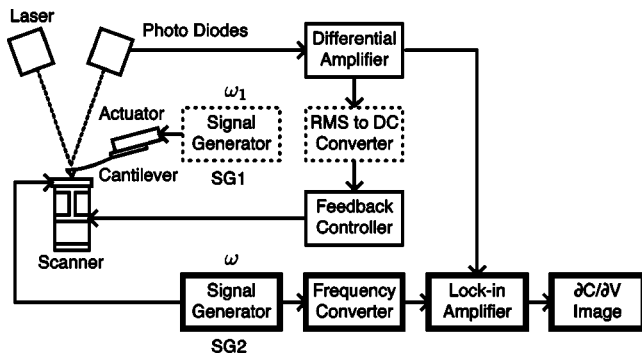 Laser
Photo Diodes
Differential
Amplifier
ω₁
Actuator
Signal
Generator
RMS to DC
Converter
Cantilever
SG1
Feedback
Controller
Scanner
ω
Signal
Generator
Frequency
Converter
Lock-in
Amplifier
∂C/∂V
Image
SG2